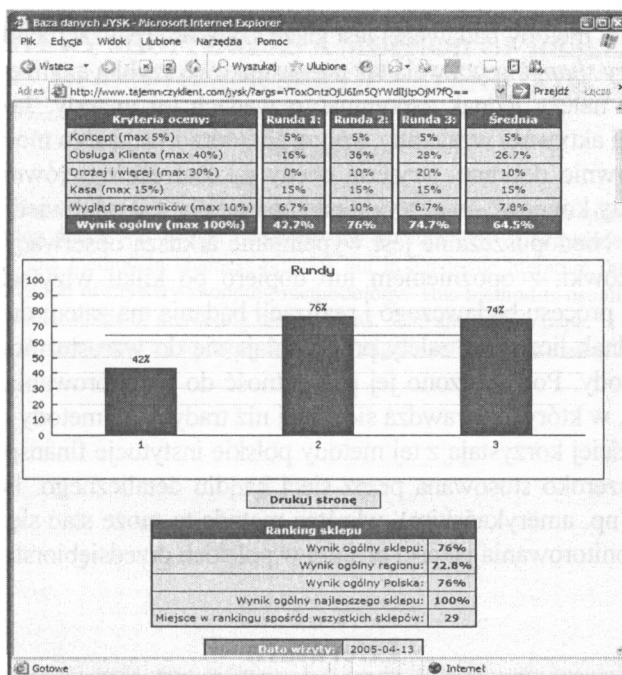 Baza danych JYSK - Microsoft Internet Explorer
Plik Edycja Widok Ulubione Narzędzia Pomoc
Wstecz Wyszukaj Ulubione
Adres Przejdź Łącza
Kryteria oceny: Runda 1: Runda 2: Runda 3: Średnia
Koncept (max 5%) 5% 5% 5% 5%
Obsługa Klienta (max 40%) 16% 36% 28% 26.7%
Drożej i więcej (max 30%) 0% 10% 20% 10%
Kasa (max 15%) 15% 15% 15% 15%
Wygląd pracowników (max 10%) 6.7% 10% 6.7% 7.8%
Wynik ogólny (max 100%) 42.7% 76% 74.7% 64.5%
Rundy
100
90
80
70
60
50
40
30
20
10
0
42% 76% 74%
1 2 3
Drukuj stronę
Ranking sklepu
Wynik ogólny sklepu: 76%
Wynik ogólny regionu: 72.8%
Wynik ogólny Polska: 76%
Wynik ogólny najlepszego sklepu: 100%
Miejsce w rankingu spośród wszystkich sklepów: 29
Data wizyty: 2005-04-13
Gotowe Internet